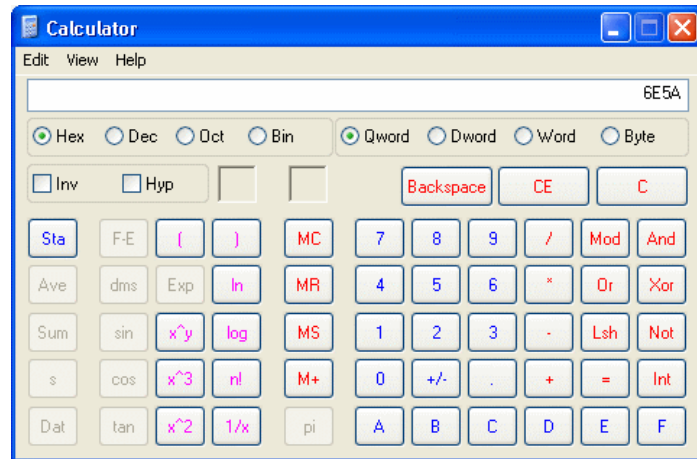 Calculator
Edit View Help
6E5A
Hex Dec Oct Bin Qword Dword Word Byte
Inv Hyp Backspace CE C
Sta F-E ( ) MC 7 8 9 / Mod And
Ave dms Exp ln MR 4 5 6 * Or Xor
Sum sin x^y log MS 1 2 3 - Lsh Not
s cos x^3 n! M+ 0 +/- . + = Int
Dat tan x^2 1/x pi A B C D E F